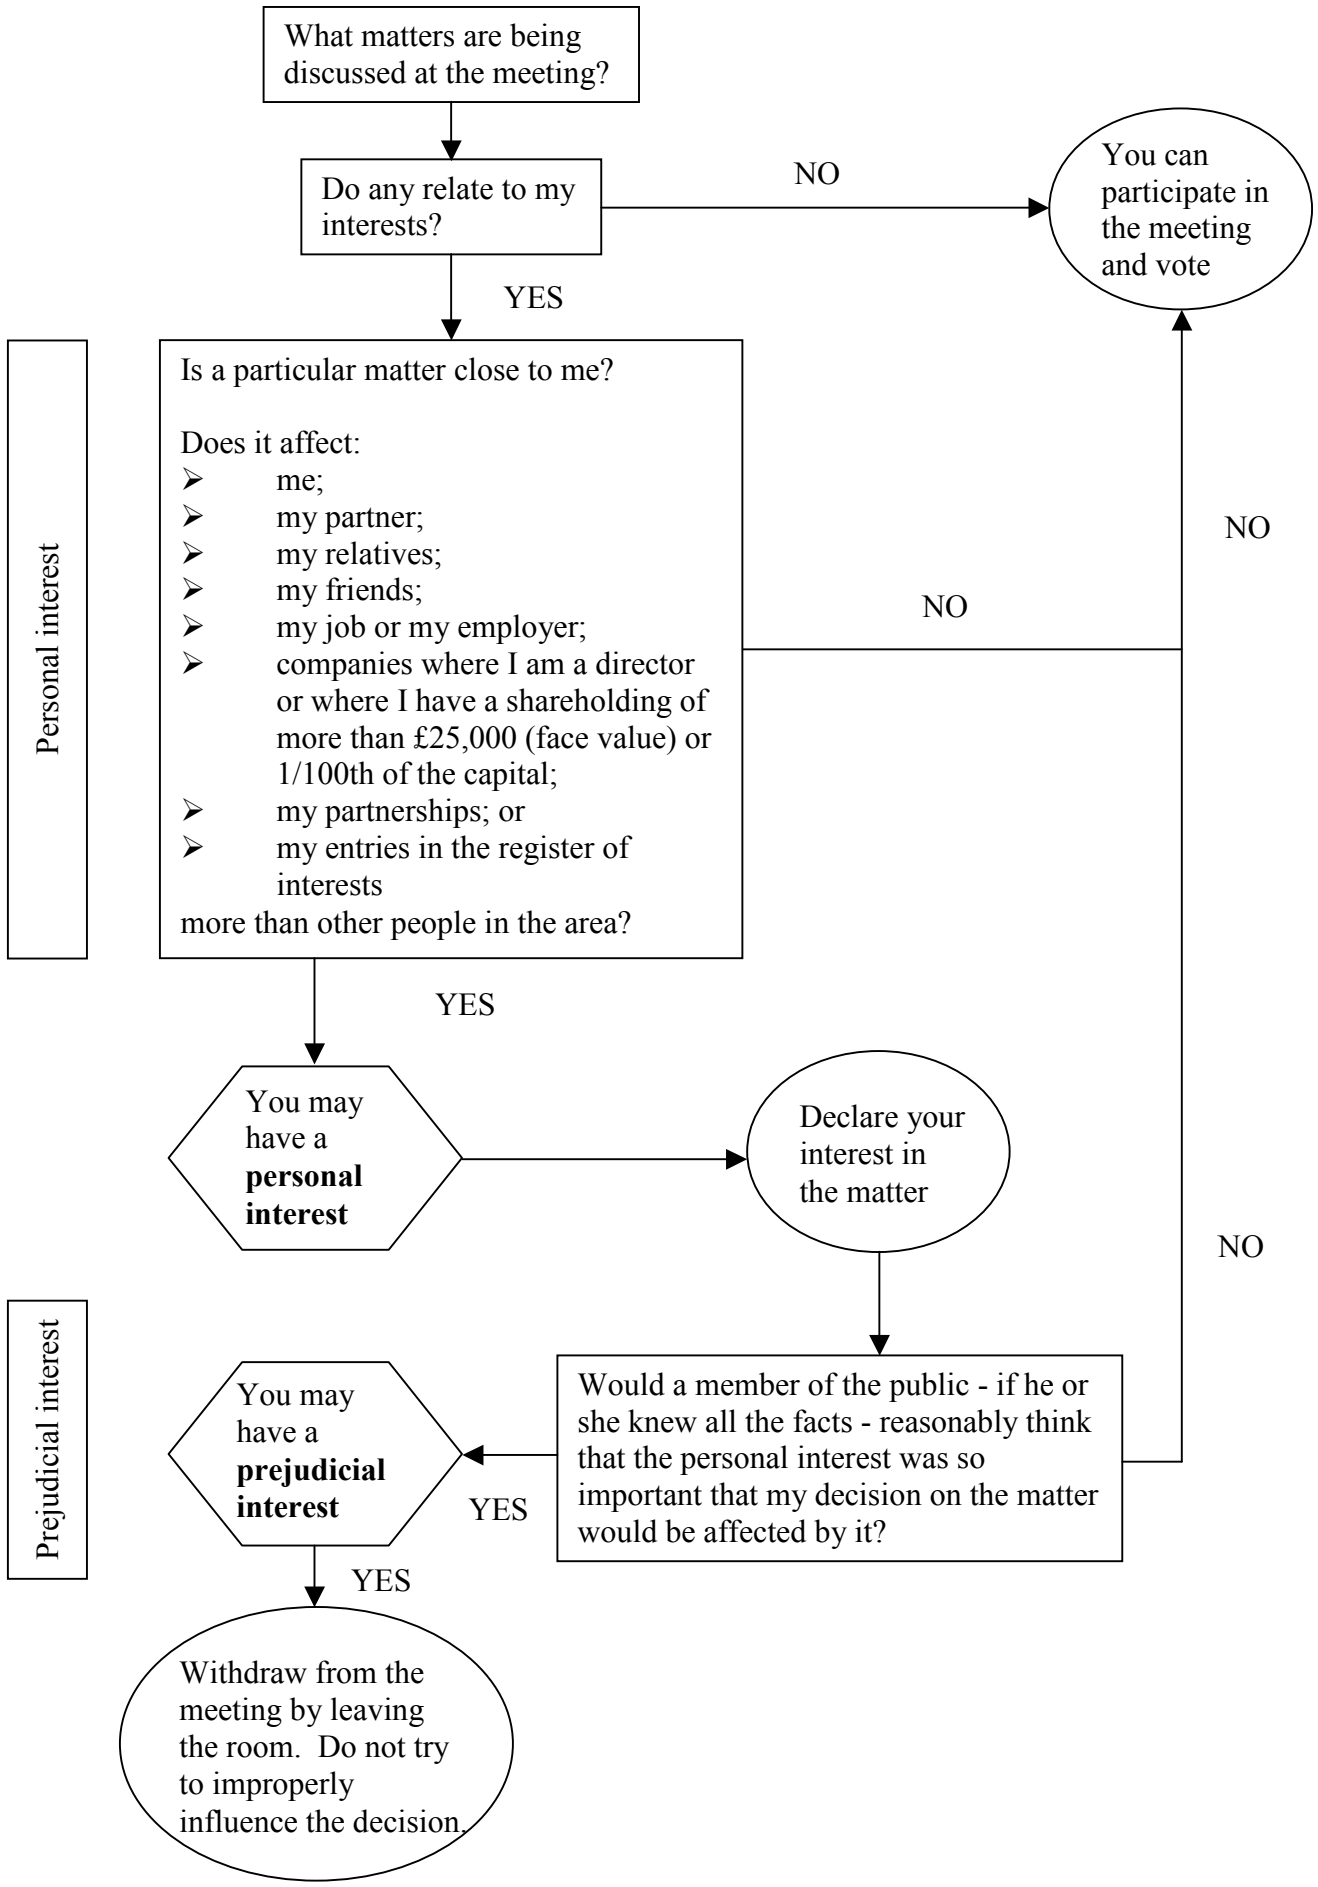 What matters are being
discussed at the meeting?
Do any relate to my
interests?
NO
You can
participate in
the meeting
and vote
YES
Personal interest
Is a particular matter close to me?
Does it affect:
➢ me;
➢ my partner;
➢ my relatives;
➢ my friends;
➢ my job or my employer;
➢ companies where I am a director
or where I have a shareholding of
more than £25,000 (face value) or
1/100th of the capital;
➢ my partnerships; or
➢ my entries in the register of
interests
more than other people in the area?
NO
NO
YES
You may
have a
personal
interest
Declare your
interest in
the matter
NO
Prejudicial interest
Would a member of the public - if he or
she knew all the facts - reasonably think
that the personal interest was so
important that my decision on the matter
would be affected by it?
YES
You may
have a
prejudicial
interest
YES
Withdraw from the
meeting by leaving
the room.  Do not try
to improperly
influence the decision.